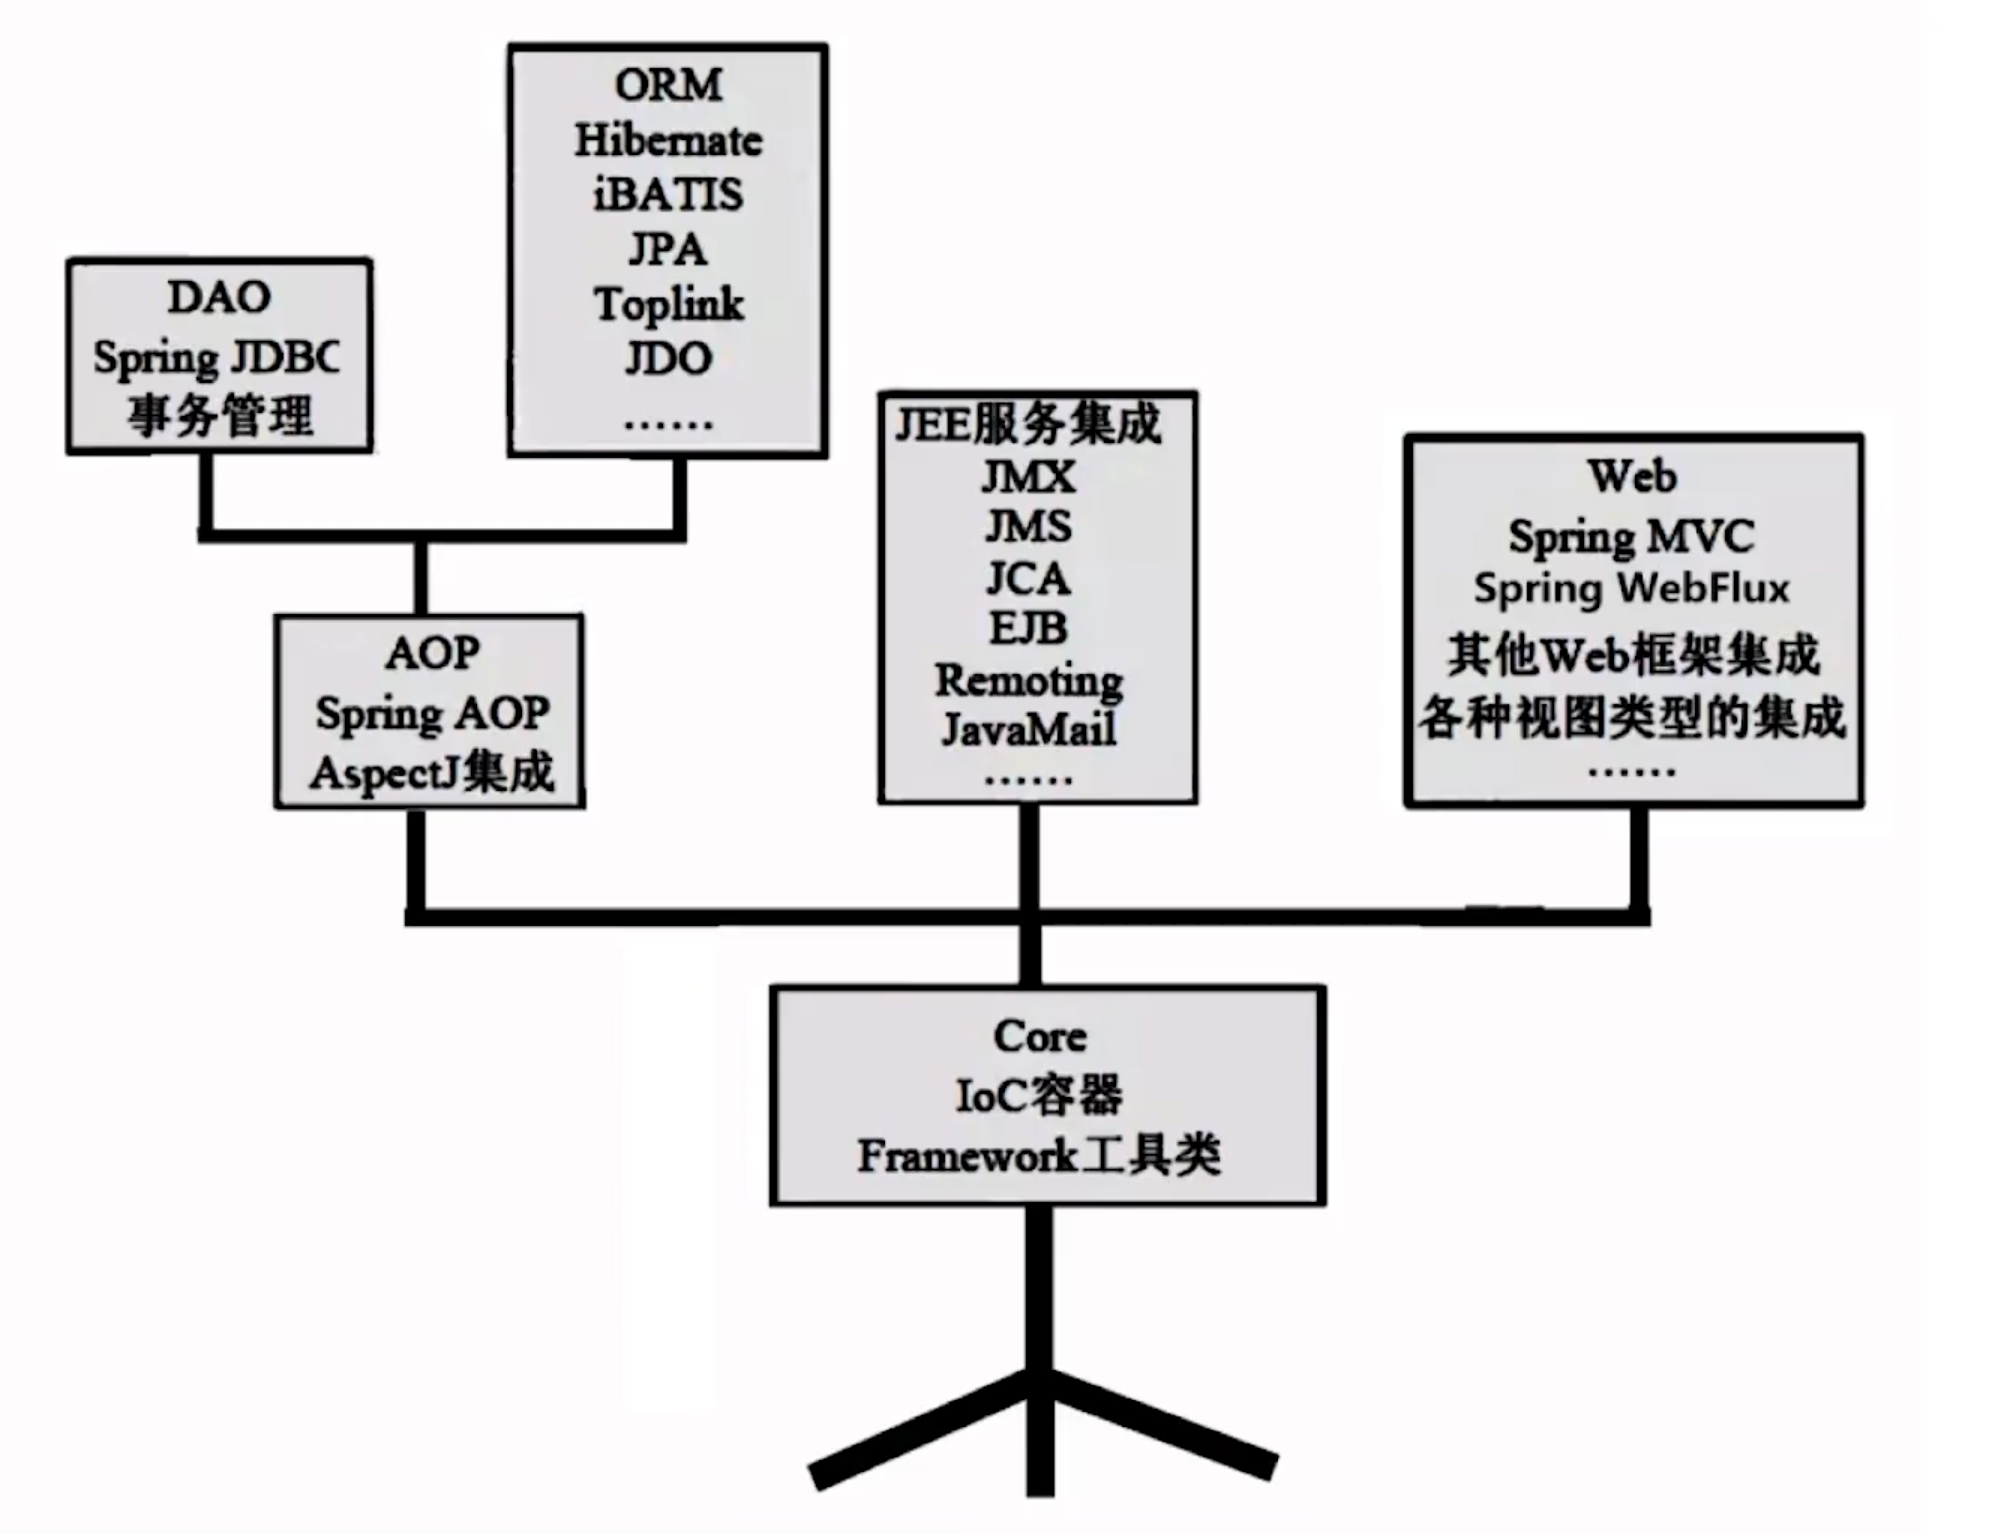 ORM
Hibernate
iBATIS
JPA
Toplink
JDO
......
DAO
Spring JDBC
事务管理
JEE服务集成
JMX
JMS
JCA
EJB
Remoting
JavaMail
......
Web
Spring MVC
Spring WebFlux
其他Web框架集成
各种视图类型的集成
......
AOP
Spring AOP
AspectJ集成
Core
IoC容器
Framework工具类